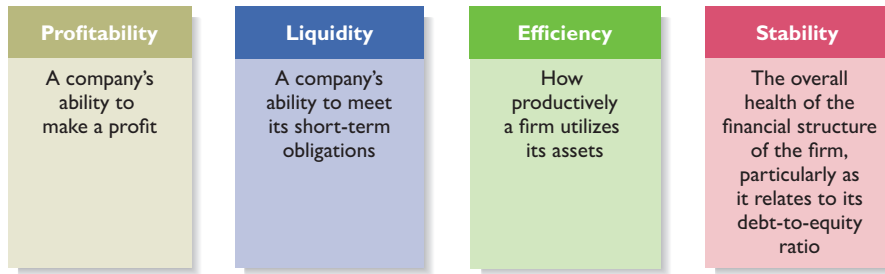 Profitability
A company's
ability to
make a profit
Liquidity
A company's
ability to meet
its short-term
obligations
Efficiency
How
productively
a firm utilizes
its assets
Stability
The overall
health of the
financial structure
of the firm,
particularly as
it relates to its
debt-to-equity
ratio